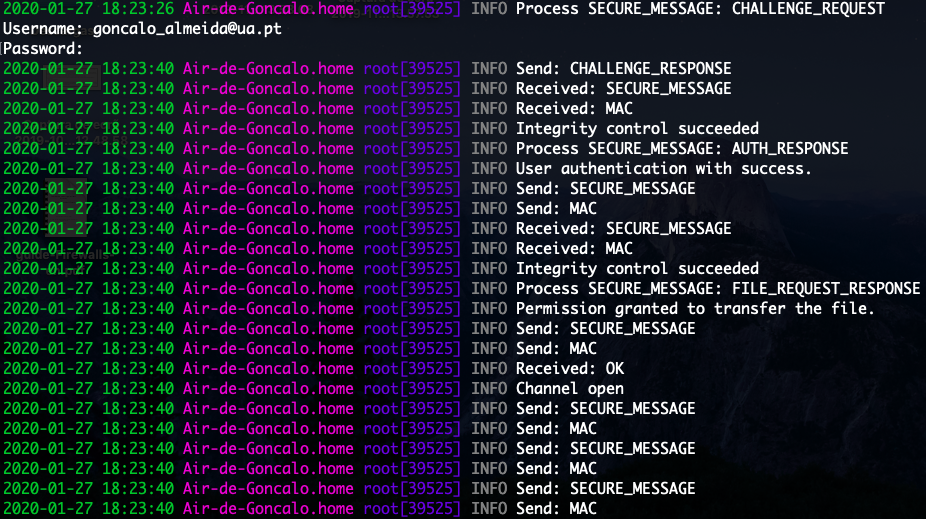 2020-01-27 18:23:26 Air-de-Goncalo.home root[39525] INFO Process SECURE_MESSAGE: CHALLENGE_REQUEST
Username: goncalo_almeida@ua.pt
Password:
2020-01-27 18:23:40 Air-de-Goncalo.home root[39525] INFO Send: CHALLENGE_RESPONSE
2020-01-27 18:23:40 Air-de-Goncalo.home root[39525] INFO Received: SECURE_MESSAGE
2020-01-27 18:23:40 Air-de-Goncalo.home root[39525] INFO Received: MAC
2020-01-27 18:23:40 Air-de-Goncalo.home root[39525] INFO Integrity control succeeded
2020-01-27 18:23:40 Air-de-Goncalo.home root[39525] INFO Process SECURE_MESSAGE: AUTH_RESPONSE
2020-01-27 18:23:40 Air-de-Goncalo.home root[39525] INFO User authentication with success.
2020-01-27 18:23:40 Air-de-Goncalo.home root[39525] INFO Send: SECURE_MESSAGE
2020-01-27 18:23:40 Air-de-Goncalo.home root[39525] INFO Send: MAC
2020-01-27 18:23:40 Air-de-Goncalo.home root[39525] INFO Received: SECURE_MESSAGE
2020-01-27 18:23:40 Air-de-Goncalo.home root[39525] INFO Received: MAC
2020-01-27 18:23:40 Air-de-Goncalo.home root[39525] INFO Integrity control succeeded
2020-01-27 18:23:40 Air-de-Goncalo.home root[39525] INFO Process SECURE_MESSAGE: FILE_REQUEST_RESPONSE
2020-01-27 18:23:40 Air-de-Goncalo.home root[39525] INFO Permission granted to transfer the file.
2020-01-27 18:23:40 Air-de-Goncalo.home root[39525] INFO Send: SECURE_MESSAGE
2020-01-27 18:23:40 Air-de-Goncalo.home root[39525] INFO Send: MAC
2020-01-27 18:23:40 Air-de-Goncalo.home root[39525] INFO Received: OK
2020-01-27 18:23:40 Air-de-Goncalo.home root[39525] INFO Channel open
2020-01-27 18:23:40 Air-de-Goncalo.home root[39525] INFO Send: SECURE_MESSAGE
2020-01-27 18:23:40 Air-de-Goncalo.home root[39525] INFO Send: MAC
2020-01-27 18:23:40 Air-de-Goncalo.home root[39525] INFO Send: SECURE_MESSAGE
2020-01-27 18:23:40 Air-de-Goncalo.home root[39525] INFO Send: MAC
2020-01-27 18:23:40 Air-de-Goncalo.home root[39525] INFO Send: SECURE_MESSAGE
2020-01-27 18:23:40 Air-de-Goncalo.home root[39525] INFO Send: MAC